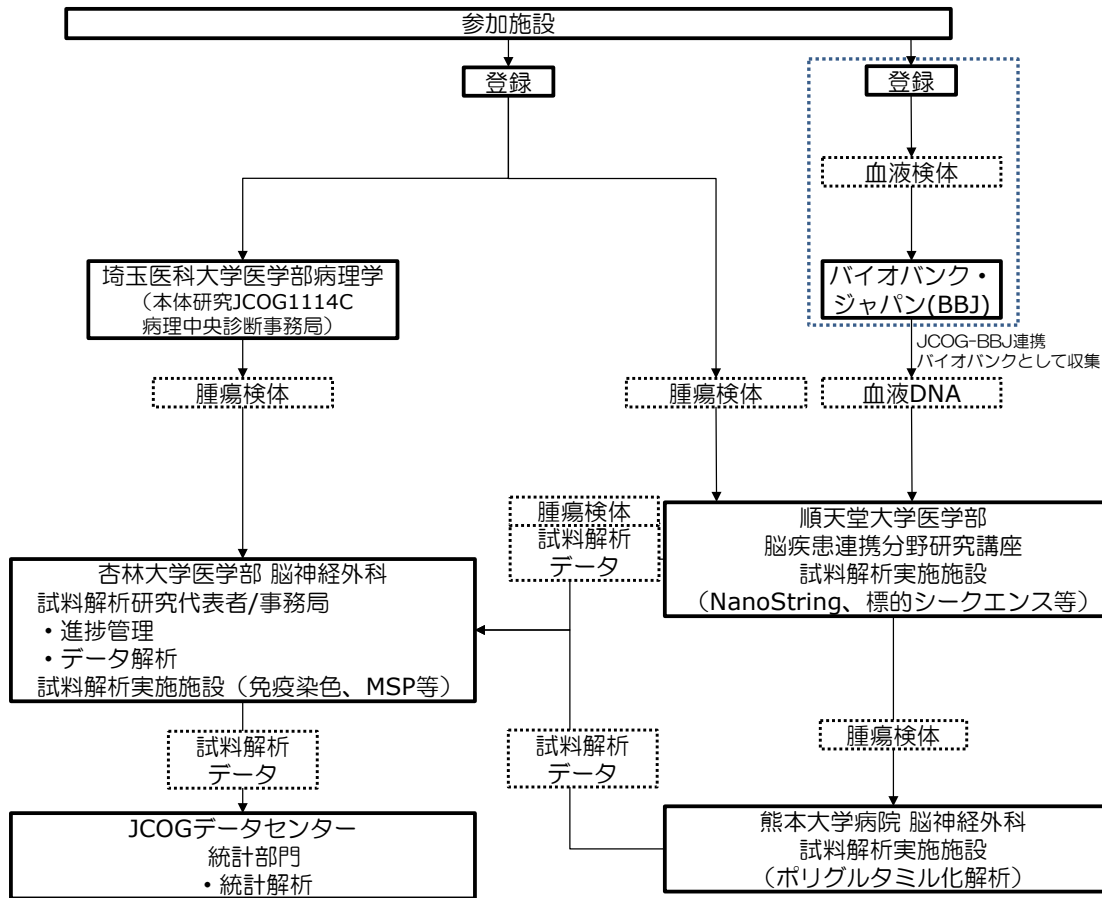 参加施設
登録
登録
血液検体
埼玉医科大学医学部病理学
（本体研究JCOG1114C
病理中央診断事務局）
バイオバンク・
ジャパン(BBJ)
JCOG-BBJ連携
バイオバンクとして収集
腫瘍検体
腫瘍検体
血液DNA
腫瘍検体
試料解析
データ
順天堂大学医学部
脳疾患連携分野研究講座
試料解析実施施設
（NanoString、標的シークエンス等）
杏林大学医学部 脳神経外科
試料解析研究代表者/事務局
・進捗管理
・データ解析
試料解析実施施設（免疫染色、MSP等）
試料解析
データ
試料解析
データ
腫瘍検体
JCOGデータセンター
統計部門
・統計解析
熊本大学病院 脳神経外科
試料解析実施施設
（ポリグルタミル化解析）